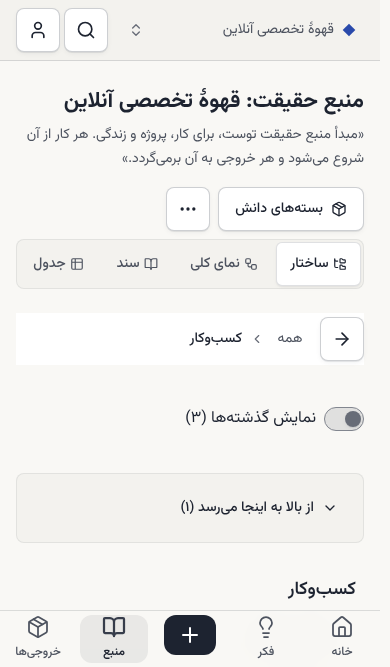 قهوهٔ تخصصی آنلاین
منبع حقیقت: قهوهٔ تخصصی آنلاین
«مبدأ منبع حقیقت توست، برای کار، پروژه و زندگی. هر کار از آن
شروع می‌شود و هر خروجی به آن برمی‌گردد.»
بسته‌های دانش
ساختار
نمای کلی
سند
جدول
همه
کسب‌وکار
نمایش گذشته‌ها (۳)
از بالا به اینجا می‌رسد (۱)
کسب‌وکار
خانه
فکر
منبع
خروجی‌ها